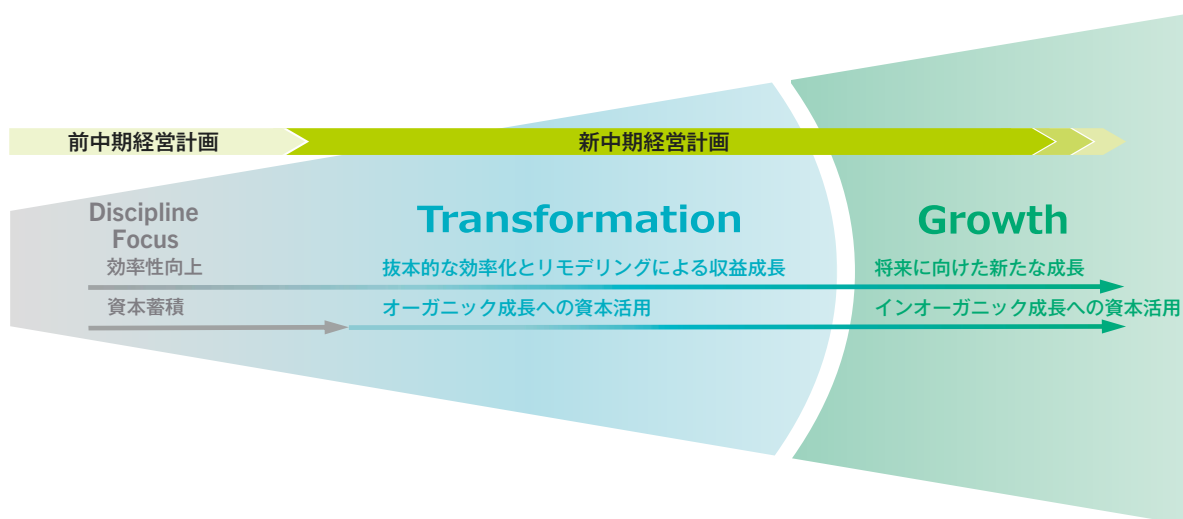 前中期経営計画
新中期経営計画
Discipline
Focus
効率性向上
資本蓄積
Transformation
抜本的な効率化とリモデリングによる収益成長
オーガニック成長への資本活用
Growth
将来に向けた新たな成長
インオーガニック成長への資本活用